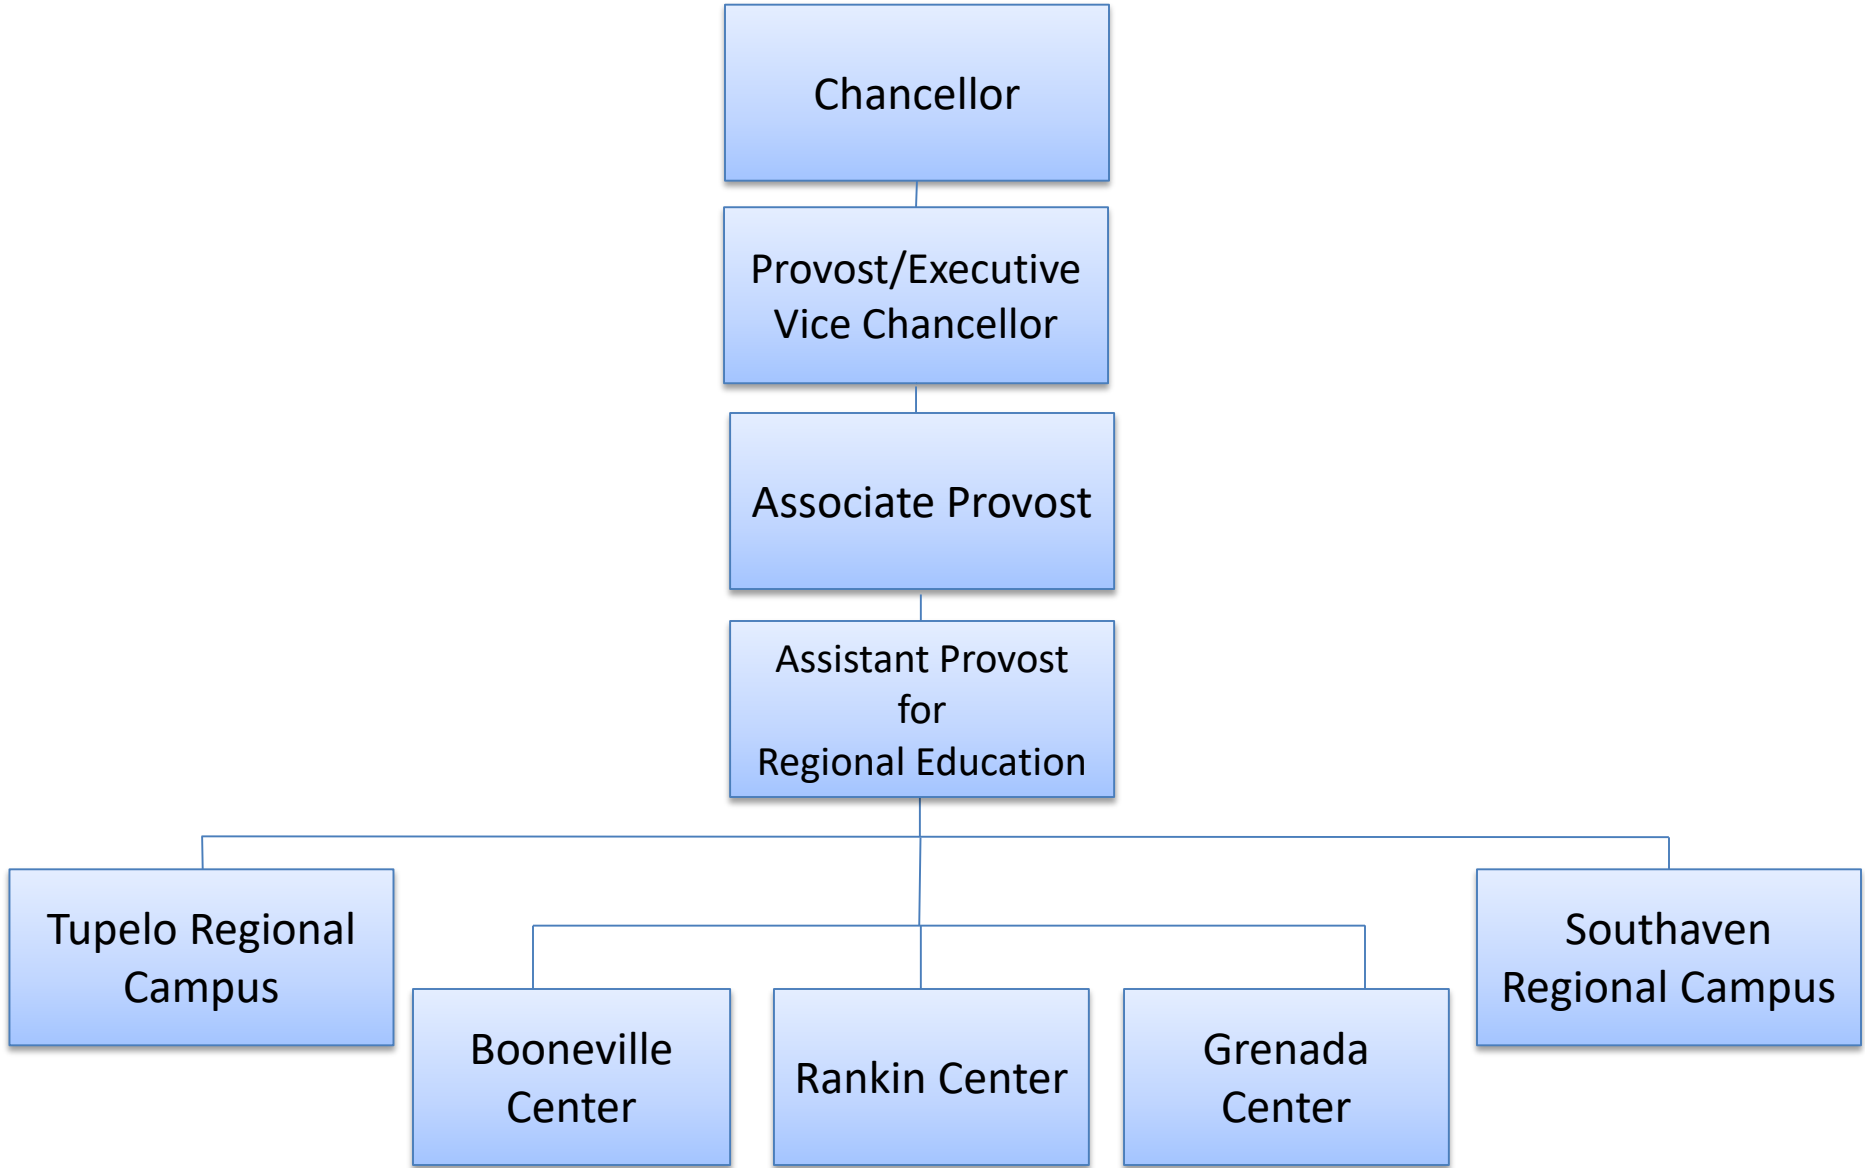 Chancellor
Provost/Executive
Vice Chancellor
Associate Provost
Assistant Provost
for
Regional Education
Tupelo Regional
Campus
Booneville
Center
Rankin Center
Grenada
Center
Southaven
Regional Campus